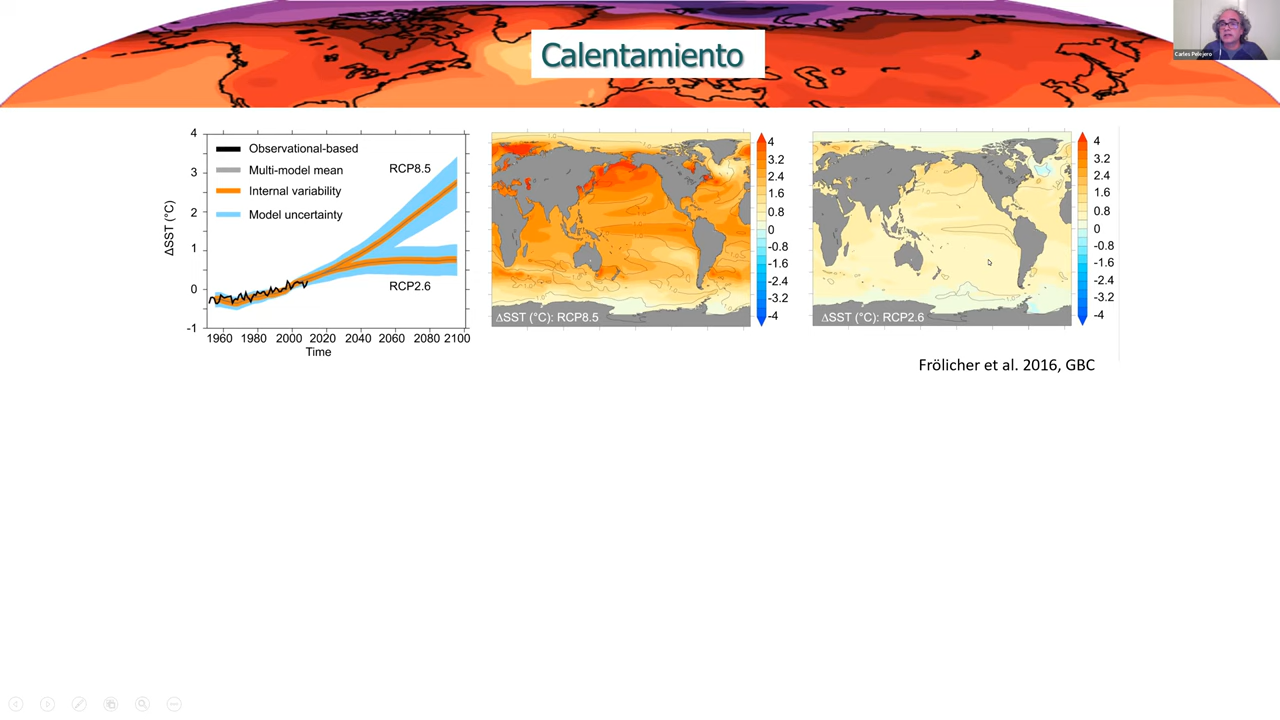 Calentamiento
Carles Pelejero
4
3
2
1
0
-1
ΔSST (°C)
Observational-based
Multi-model mean
Internal variability
Model uncertainty
RCP8.5
RCP2.6
1960 1980 2000 2020 2040 2060 2080 2100
Time
ΔSST (°C): RCP8.5
4
3.2
2.4
1.6
0.8
0
-0.8
-1.6
-2.4
-3.2
-4
ΔSST (°C): RCP2.6
4
3.2
2.4
1.6
0.8
0
-0.8
-1.6
-2.4
-3.2
-4
Frölicher et al. 2016, GBC